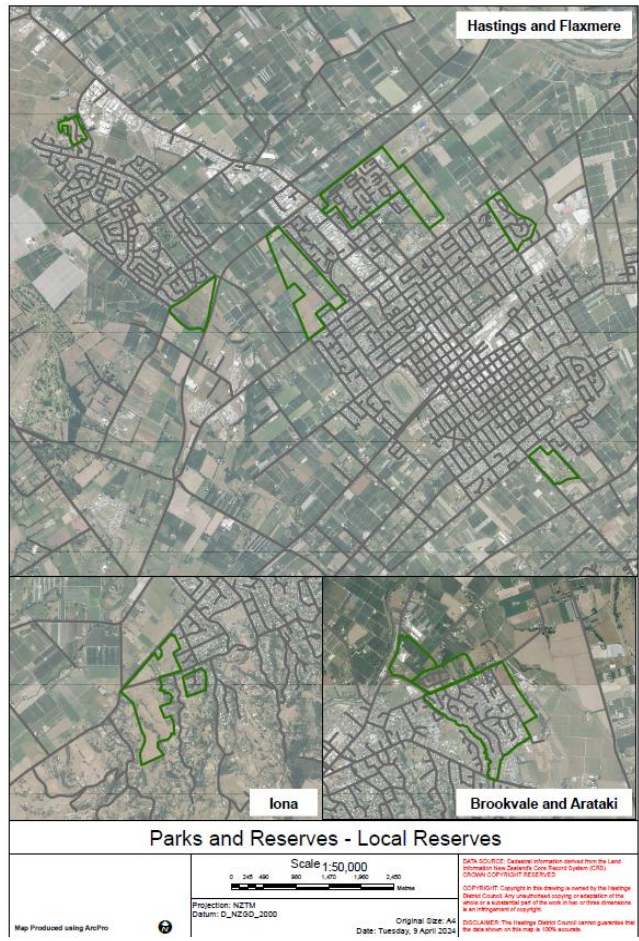 Hastings and Flaxmere
Iona
Brookvale and Arataki
Parks and Reserves - Local Reserves
Scale 1:50,000
0 245 490 980 1,470 1,960 2,450
Metres
Projection: NZTM
Datum: D_NZGD_2000
Original Size: A4
Date: Tuesday, 9 April 2024
Map Produced using ArcPro
N
DATA SOURCE: Cadastral information derived from the Land
Information New Zealand's Core Record System (CRS).
CROWN COPYRIGHT RESERVED
COPYRIGHT: Copyright in this drawing is owned by the Hastings
District Council. Any unauthorised copying or adaptation of the
whole or a substantial part of the work in two or three dimensions
is an infringement of copyright.
DISCLAIMER: The Hastings District Council cannot guarantee that
the data shown on this map is 100% accurate.